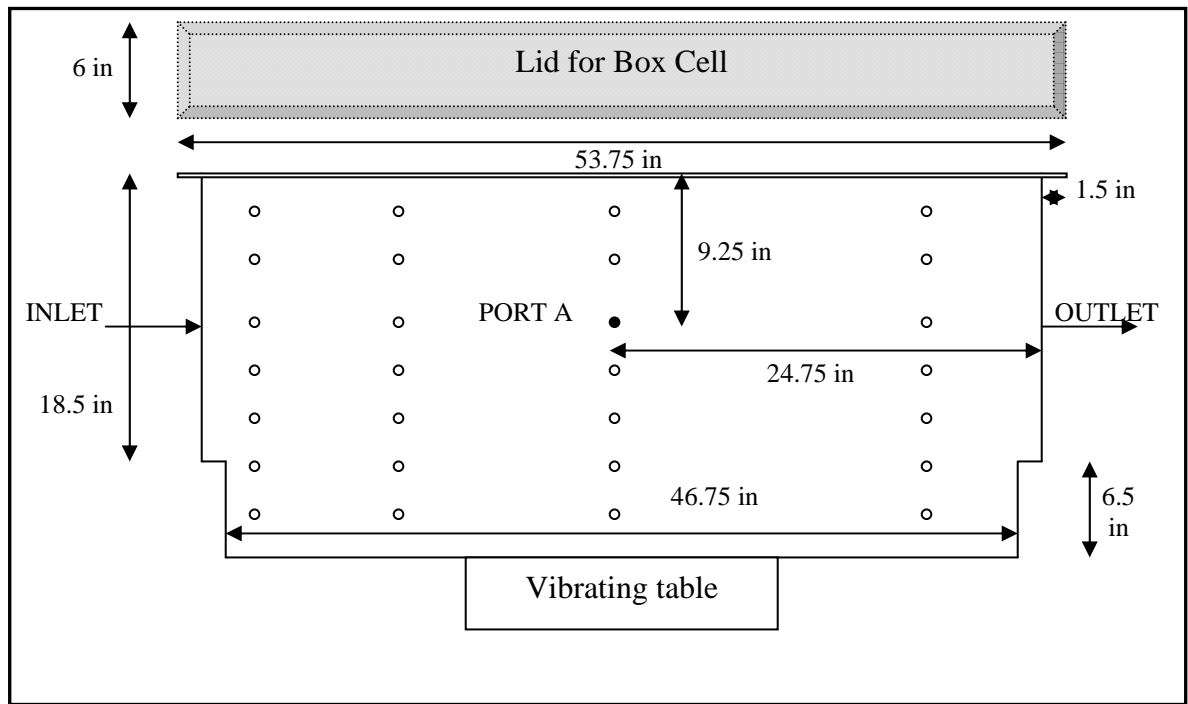 Lid for Box Cell
6 in
53.75 in
1.5 in
9.25 in
INLET
PORT A
OUTLET
24.75 in
18.5 in
46.75 in
6.5
in
Vibrating table